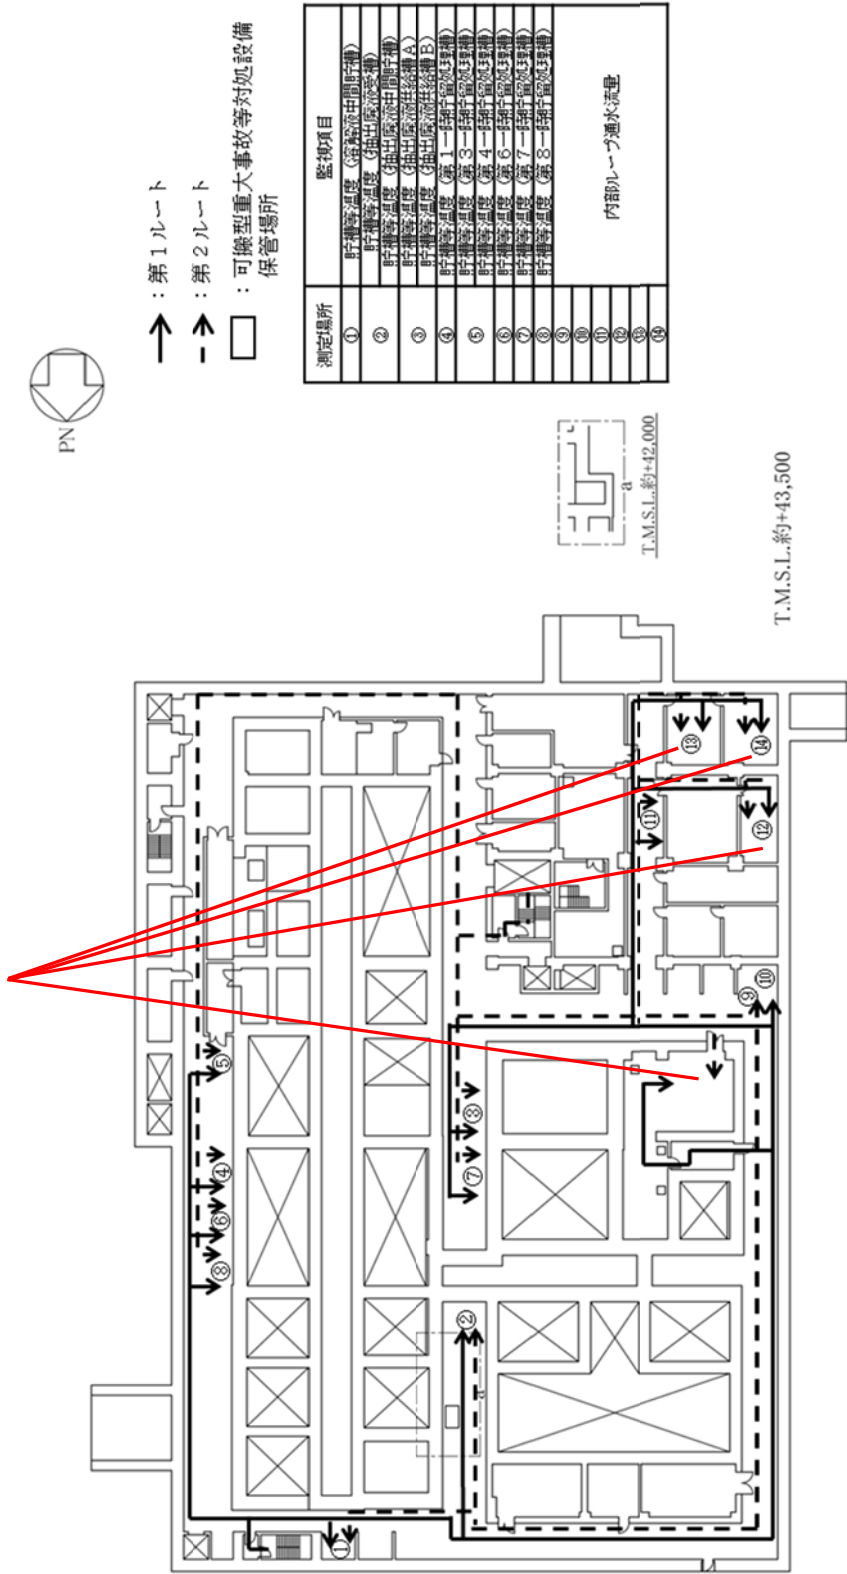 PN
：第１ルート
：第２ルート
：可搬型重大事故等対処設備
保管場所
測定場所 監視項目
① 貯槽等温度（溶解液中間貯槽）
② 貯槽等温度（抽出廃液受槽）
貯槽等温度（抽出廃液中間貯槽）
③ 貯槽等温度（抽出廃液供給槽Ａ）
貯槽等温度（抽出廃液供給槽Ｂ）
④ 貯槽等温度（第１一時貯留処理槽）
⑤ 貯槽等温度（第３一時貯留処理槽）
貯槽等温度（第４一時貯留処理槽）
⑥ 貯槽等温度（第６一時貯留処理槽）
⑦ 貯槽等温度（第７一時貯留処理槽）
⑧ 貯槽等温度（第８一時貯留処理槽）
⑨ 内部ループ通水流量
⑩
⑪
⑫
⑬
⑭
a
T.M.S.L.約+42,000
T.M.S.L.約+43,500
⑤
④
⑥
⑧
③
⑦
②
a
①
⑬
⑭
⑪
⑫
⑨
⑩